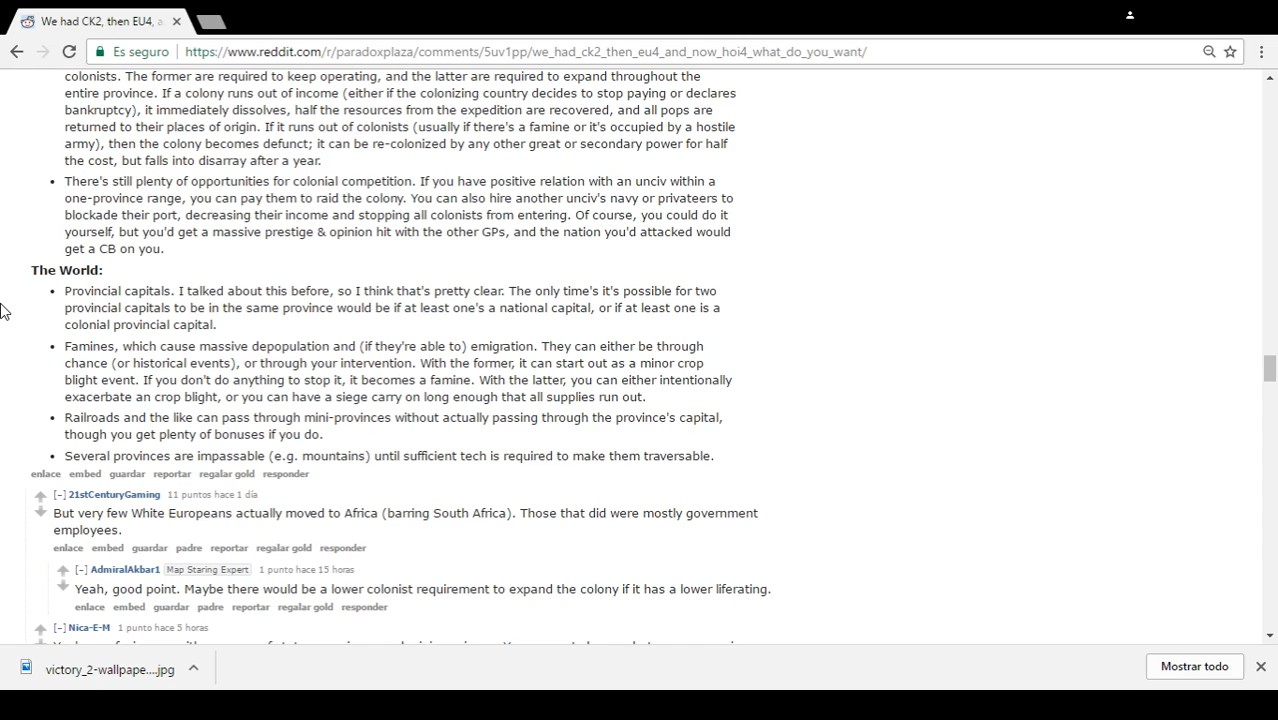 We had CK2, then EU4, a
Es seguro
https://www.reddit.com/r/paradoxplaza/comments/5uv1pp/we_had_ck2_then_eu4_and_now_hoi4_what_do_you_want/
colonists. The former are required to keep operating, and the latter are required to expand throughout the
entire province. If a colony runs out of income (either if the colonizing country decides to stop paying or declares
bankruptcy), it immediately dissolves, half the resources from the expedition are recovered, and all pops are
returned to their places of origin. If it runs out of colonists (usually if there's a famine or it's occupied by a hostile
army), then the colony becomes defunct; it can be re-colonized by any other great or secondary power for half
the cost, but falls into disarray after a year.
• There's still plenty of opportunities for colonial competition. If you have positive relation with an unciv within a
one-province range, you can pay them to raid the colony. You can also hire another unciv's navy or privateers to
blockade their port, decreasing their income and stopping all colonists from entering. Of course, you could do it
yourself, but you'd get a massive prestige & opinion hit with the other GPs, and the nation you'd attacked would
get a CB on you.
The World:
• Provincial capitals. I talked about this before, so I think that's pretty clear. The only time's it's possible for two
provincial capitals to be in the same province would be if at least one's a national capital, or if at least one is a
colonial provincial capital.
• Famines, which cause massive depopulation and (if they're able to) emigration. They can either be through
chance (or historical events), or through your intervention. With the former, it can start out as a minor crop
blight event. If you don't do anything to stop it, it becomes a famine. With the latter, you can either intentionally
exacerbate an crop blight, or you can have a siege carry on long enough that all supplies run out.
• Railroads and the like can pass through mini-provinces without actually passing through the province's capital,
though you get plenty of bonuses if you do.
• Several provinces are impassable (e.g. mountains) until sufficient tech is required to make them traversable.
enlace embed guardar reportar regalar gold responder
[–] 21stCenturyGaming 11 puntos hace 1 día
But very few White Europeans actually moved to Africa (barring South Africa). Those that did were mostly government
employees.
enlace embed guardar padre reportar regalar gold responder
[–] AdmiralAkbar1 Map Staring Expert 1 punto hace 15 horas
Yeah, good point. Maybe there would be a lower colonist requirement to expand the colony if it has a lower liferating.
enlace embed guardar padre reportar regalar gold responder
[–] Nica-E-M 1 punto hace 5 horas
victory_2-wallpape....jpg
Mostrar todo